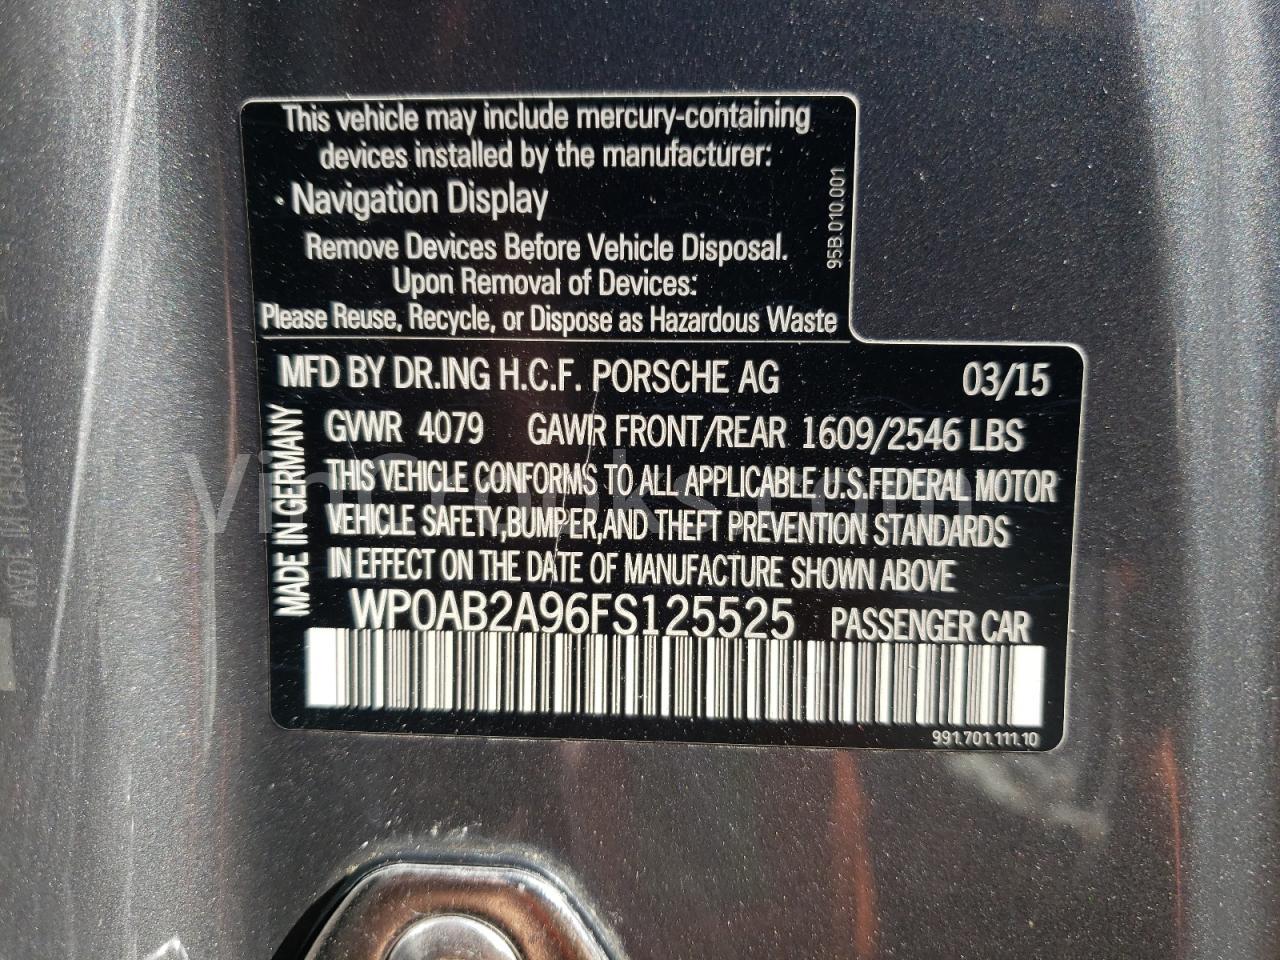 This vehicle may include mercury-containing
devices installed by the manufacturer:
· Navigation Display
Remove Devices Before Vehicle Disposal.
Upon Removal of Devices:
Please Reuse, Recycle, or Dispose as Hazardous Waste
95B.010.001
MFD BY DR.ING H.C.F. PORSCHE AG 03/15
GVWR 4079 GAWR FRONT/REAR 1609/2546 LBS
THIS VEHICLE CONFORMS TO ALL APPLICABLE U.S.FEDERAL MOTOR
VEHICLE SAFETY,BUMPER,AND THEFT PREVENTION STANDARDS
IN EFFECT ON THE DATE OF MANUFACTURE SHOWN ABOVE
MADE IN GERMANY
WP0AB2A96FS125525 PASSENGER CAR
991.701.111.10